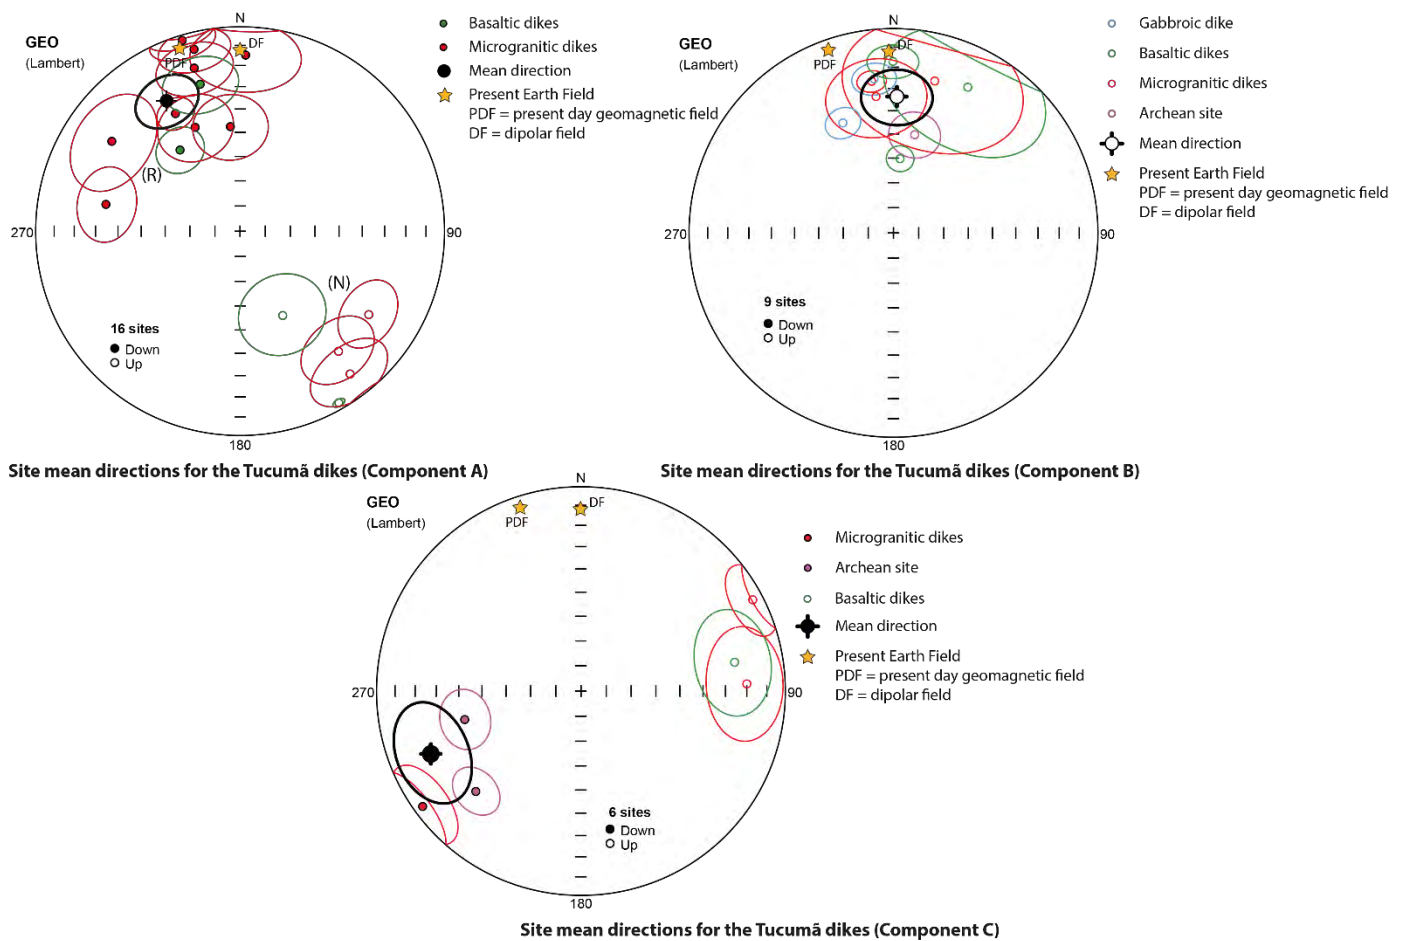 N
GEO
(Lambert)
DF
PDF
(R)
270
90
(N)
16 sites
Down
Up
180
Basaltic dikes
Microgranitic dikes
Mean direction
Present Earth Field
PDF = present day geomagnetic field
DF = dipolar field
Site mean directions for the Tucumã dikes (Component A)
N
GEO
(Lambert)
DF
PDF
270
90
9 sites
Down
Up
180
Gabbroic dike
Basaltic dikes
Microgranitic dikes
Archean site
Mean direction
Present Earth Field
PDF = present day geomagnetic field
DF = dipolar field
Site mean directions for the Tucumã dikes (Component B)
N
GEO
(Lambert)
DF
PDF
270
90
6 sites
Down
Up
180
Microgranitic dikes
Archean site
Basaltic dikes
Mean direction
Present Earth Field
PDF = present day geomagnetic field
DF = dipolar field
Site mean directions for the Tucumã dikes (Component C)